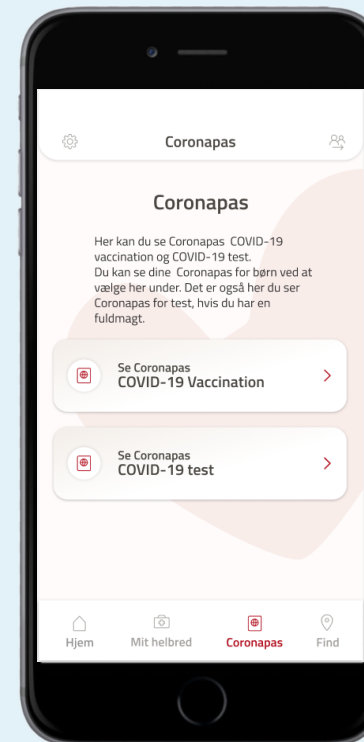 Coronapas
Coronapas
Her kan du se Coronapas COVID-19
vaccination og COVID-19 test.
Du kan se dine Coronapas for børn ved at
vælge her under. Det er også her du ser
Coronapas for test, hvis du har en
fuldmagt.
Se Coronapas
COVID-19 Vaccination
Se Coronapas
COVID-19 test
Hjem Mit helbred Coronapas Find